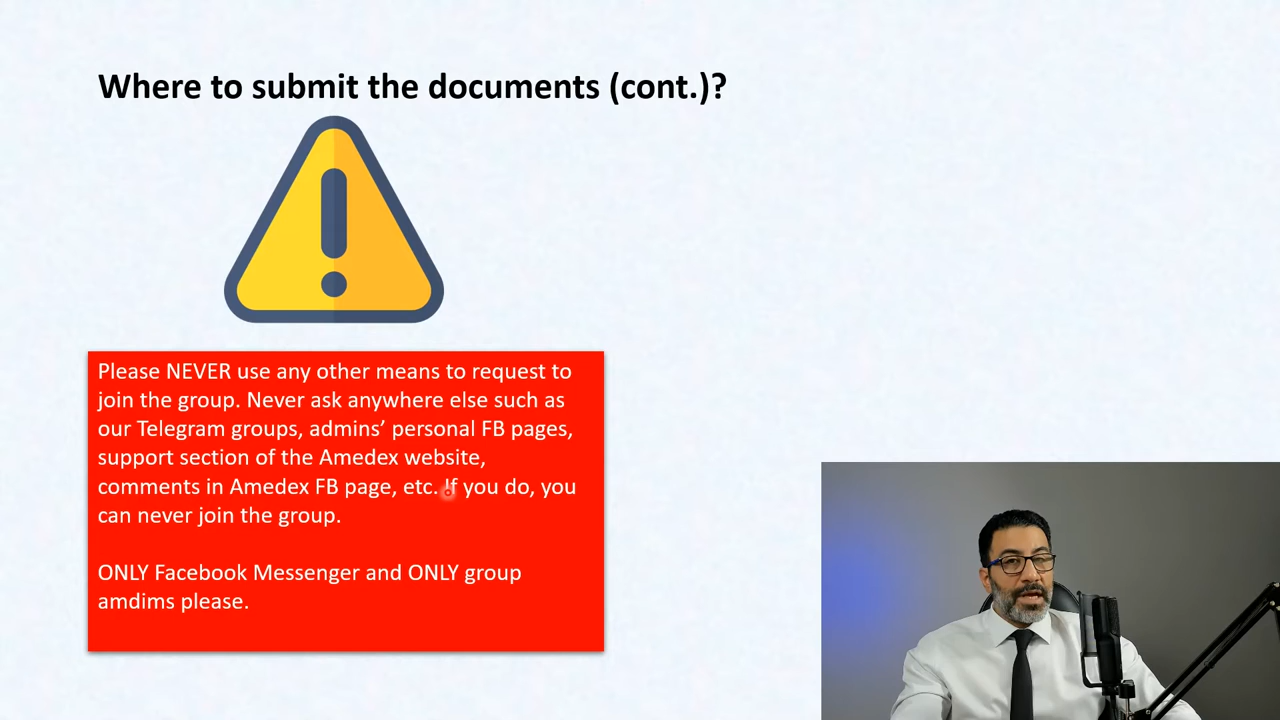 Where to submit the documents (cont.)?
Please NEVER use any other means to request to
join the group. Never ask anywhere else such as
our Telegram groups, admins’ personal FB pages,
support section of the Amedex website,
comments in Amedex FB page, etc. If you do, you
can never join the group.
ONLY Facebook Messenger and ONLY group
amdims please.